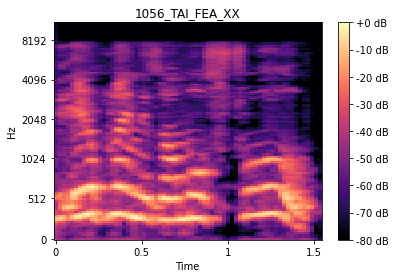 1056_TAI_FEA_XX
8192
4096
2048
1024
512
0
Hz
0
0.5
1
1.5
Time
+0 dB
-10 dB
-20 dB
-30 dB
-40 dB
-50 dB
-60 dB
-70 dB
-80 dB